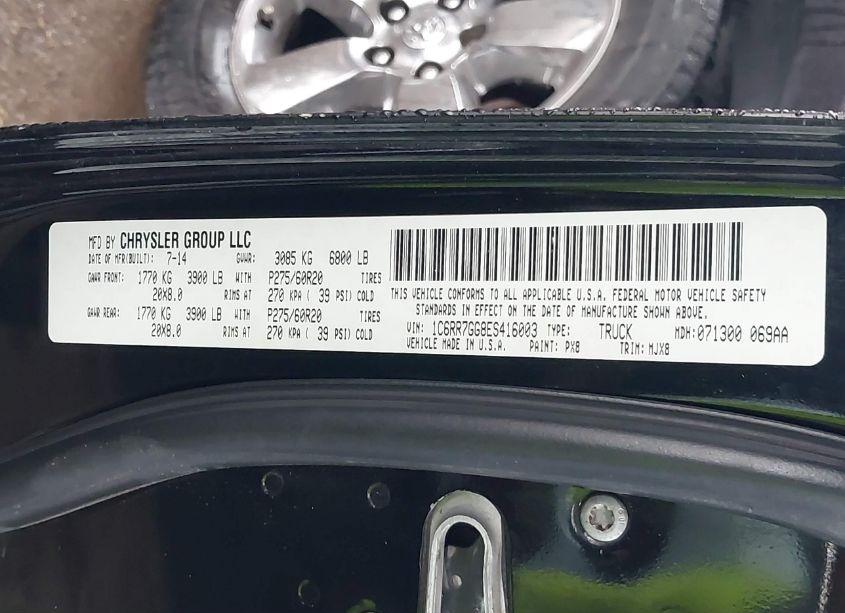 MFD BY CHRYSLER GROUP LLC
DATE OF MFR(BUILT): 7-14 GVWR: 3085 KG 6800 LB
GAWR FRONT: 1770 KG 3900 LB WITH P275/60R20 TIRES
20X8.0 RIMS AT 270 KPA ( 39 PSI) COLD
GAWR REAR: 1770 KG 3900 LB WITH P275/60R20 TIRES
20X8.0 RIMS AT 270 KPA ( 39 PSI) COLD
THIS VEHICLE CONFORMS TO ALL APPLICABLE U.S.A. FEDERAL MOTOR VEHICLE SAFETY
STANDARDS IN EFFECT ON THE DATE OF MANUFACTURE SHOWN ABOVE.
VIN: 1C6RR7GG8ES416003 TYPE: TRUCK MDH:071300 069AA
VEHICLE MADE IN U.S.A. PAINT: PX8 TRIM: MJX8